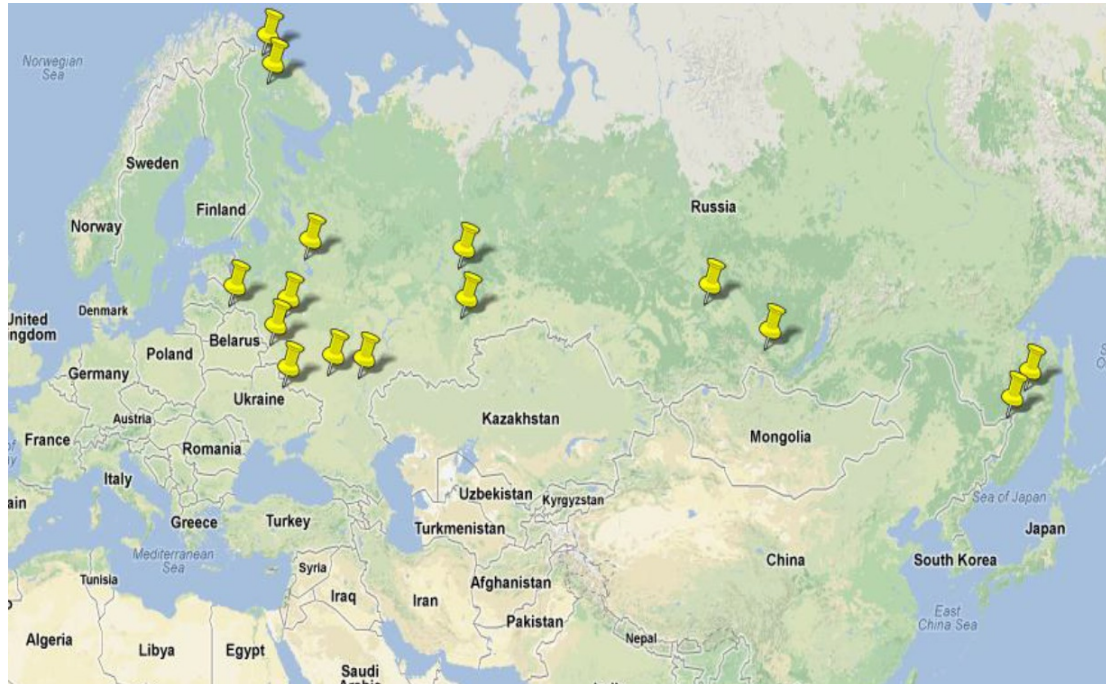 Norwegian
Sea
Sweden
Finland
Norway
Russia
Denmark
United
ngdom
Belarus
Poland
Germany
Ukraine
Austria
Kazakhstan
France
Romania
Mongolia
Italy
ain
Uzbekistan
Kyrgyzstan
Sea of Japan
Greece
Turkey
Turkmenistan
Japan
Mediterranean
Sea
China
South Korea
Syria
Tunisia
Afghanistan
Iraq
Iran
Pakistan
East
China Sea
Nepal
Algeria
Libya
Egypt
Saudi